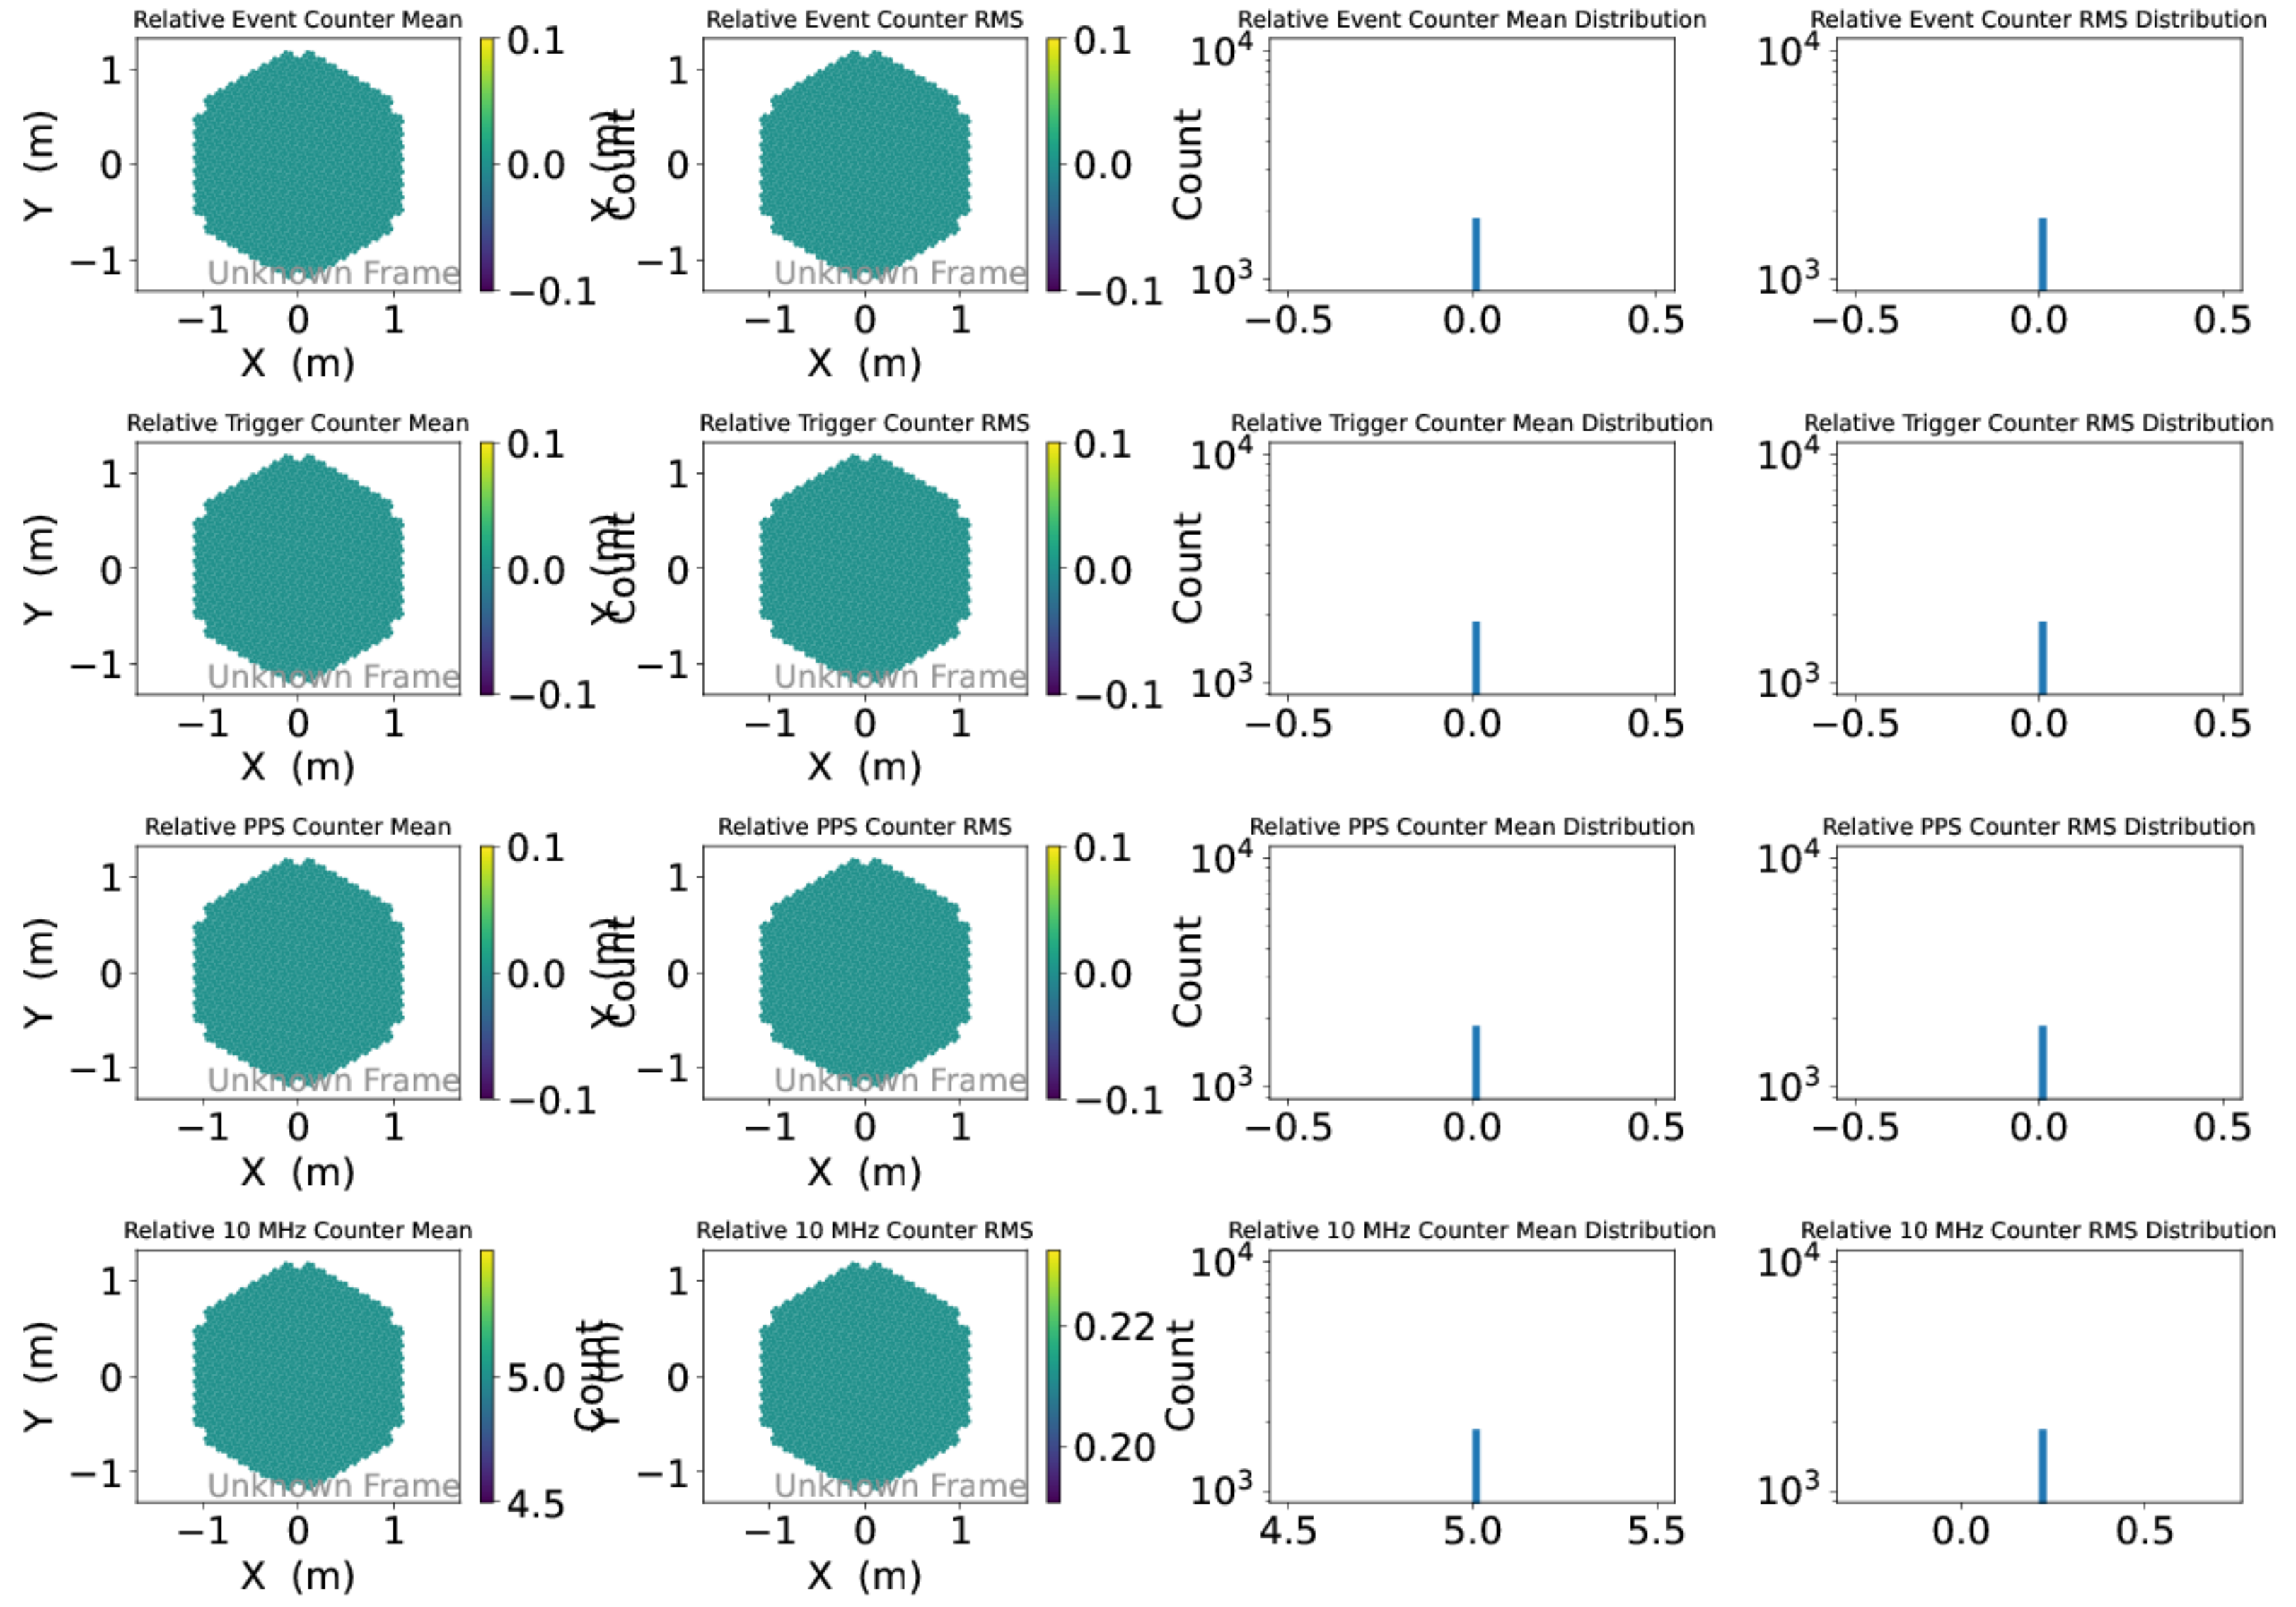 Relative Event Counter Mean
Y (m)
1
0
−1
Unknown Frame
−1 0 1
X (m)
0.1
0.0
−0.1
Count
Relative Event Counter RMS
Y (m)
1
0
−1
Unknown Frame
−1 0 1
X (m)
0.1
0.0
−0.1
Count
Relative Event Counter Mean Distribution
10⁴
10³
−0.5 0.0 0.5
Relative Event Counter RMS Distribution
10⁴
10³
−0.5 0.0 0.5
Relative Trigger Counter Mean
Y (m)
1
0
−1
Unknown Frame
−1 0 1
X (m)
0.1
0.0
−0.1
Count
Relative Trigger Counter RMS
Y (m)
1
0
−1
Unknown Frame
−1 0 1
X (m)
0.1
0.0
−0.1
Count
Relative Trigger Counter Mean Distribution
10⁴
10³
−0.5 0.0 0.5
Relative Trigger Counter RMS Distribution
10⁴
10³
−0.5 0.0 0.5
Relative PPS Counter Mean
Y (m)
1
0
−1
Unknown Frame
−1 0 1
X (m)
0.1
0.0
−0.1
Count
Relative PPS Counter RMS
Y (m)
1
0
−1
Unknown Frame
−1 0 1
X (m)
0.1
0.0
−0.1
Count
Relative PPS Counter Mean Distribution
10⁴
10³
−0.5 0.0 0.5
Relative PPS Counter RMS Distribution
10⁴
10³
−0.5 0.0 0.5
Relative 10 MHz Counter Mean
Y (m)
1
0
−1
Unknown Frame
−1 0 1
X (m)
5.0
4.5
Count
Relative 10 MHz Counter RMS
Y (m)
1
0
−1
Unknown Frame
−1 0 1
X (m)
0.22
0.20
Count
Relative 10 MHz Counter Mean Distribution
10⁴
10³
4.5 5.0 5.5
Relative 10 MHz Counter RMS Distribution
10⁴
10³
0.0 0.5